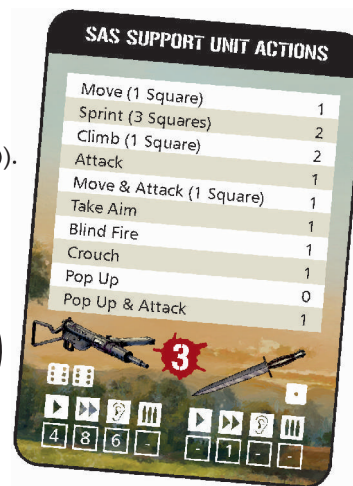 SAS SUPPORT UNIT ACTIONS
).
Move (1 Square) 1
Sprint (3 Squares) 2
Climb (1 Square) 2
Attack 1
Move & Attack (1 Square) 1
Take Aim 1
Blind Fire 1
Crouch 1
Pop Up 0
Pop Up & Attack 1
)
3
4 8 6 - - 1 - -